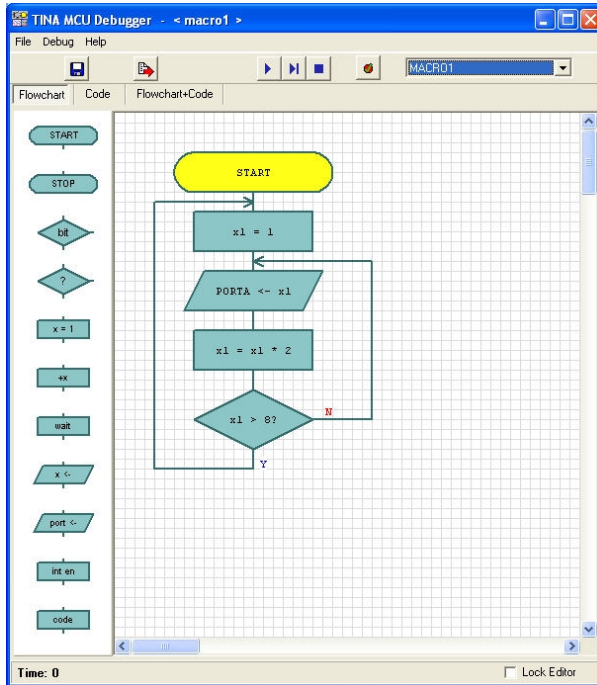 TINA MCU Debugger - < macro1 >
File Debug Help
MACRO1
Flowchart Code Flowchart+Code
START
STOP
bit
?
x = 1
+x
wait
x <-
port <-
int en
code
START
x1 = 1
PORTA <- x1
x1 = x1 * 2
x1 > 8?
N
Y
Time: 0
Lock Editor